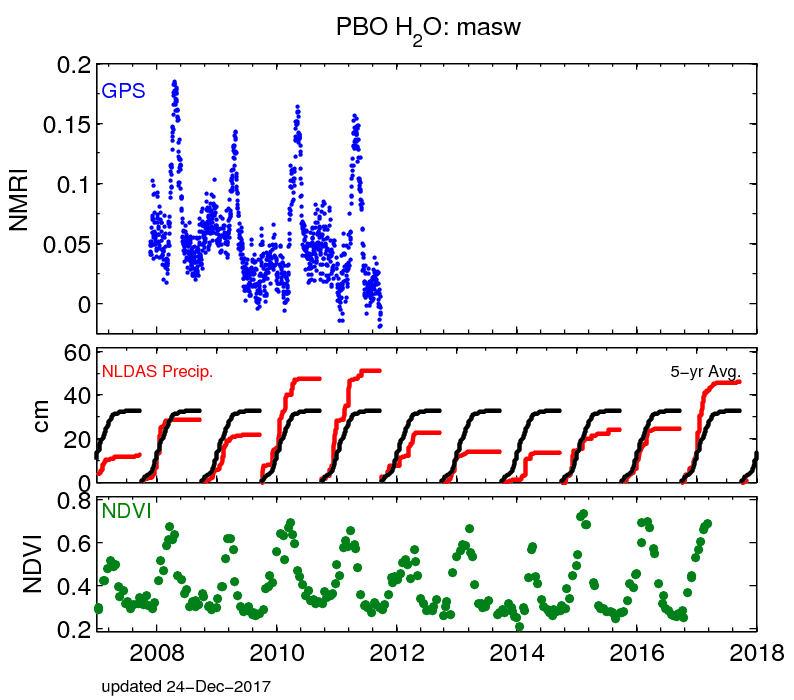 PBO H2O: masw
0.2
GPS
0.15
NMRI
0.1
0.05
0
60
NLDAS Precip.
5-yr Avg.
40
cm
20
0
0.8
NDVI
0.6
NDVI
0.4
0.2
2008 2010 2012 2014 2016 2018
updated 24-Dec-2017